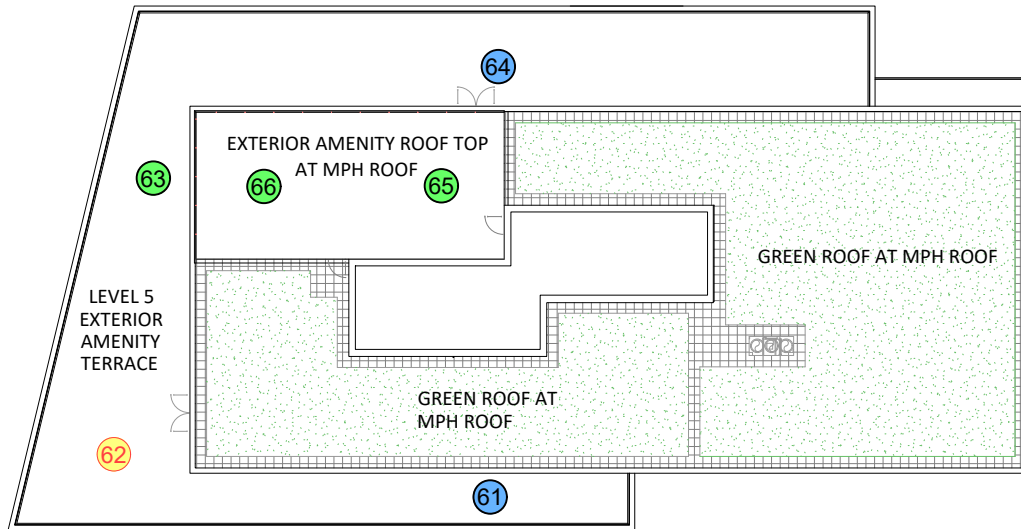 64
EXTERIOR AMENITY ROOF TOP
AT MPH ROOF
63
66
65
GREEN ROOF AT MPH ROOF
LEVEL 5
EXTERIOR
AMENITY
TERRACE
GREEN ROOF AT
MPH ROOF
62
61